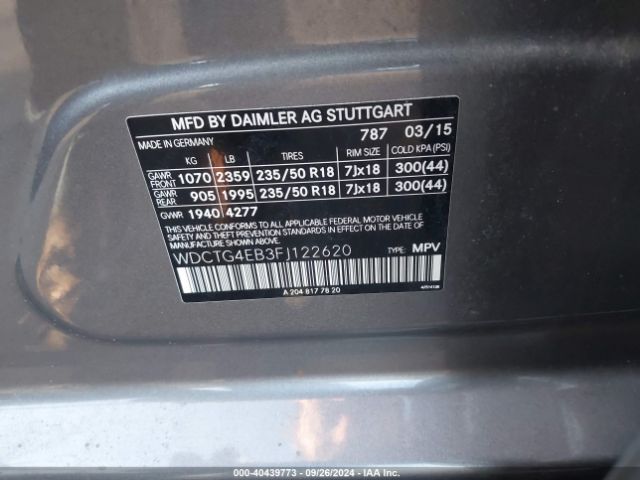 MFD BY DAIMLER AG STUTTGART
MADE IN GERMANY 787 03/15
KG LB TIRES RIM SIZE COLD KPA (PSI)
GAWR FRONT 1070 2359 235/50 R18 7Jx18 300(44)
GAWR REAR 905 1995 235/50 R18 7Jx18 300(44)
GVWR 1940 4277
THIS VEHICLE CONFORMS TO ALL APPLICABLE FEDERAL MOTOR VEHICLE
SAFETY AND THEFT PREVENTION STANDARDS IN EFFECT
ON THE DATE OF MANUFACTURE SHOWN ABOVE.
WDCTG4EB3FJ122620 TYPE: MPV
A 204 817 78 20
000-40439773 - 09/26/2024 - IAA Inc.